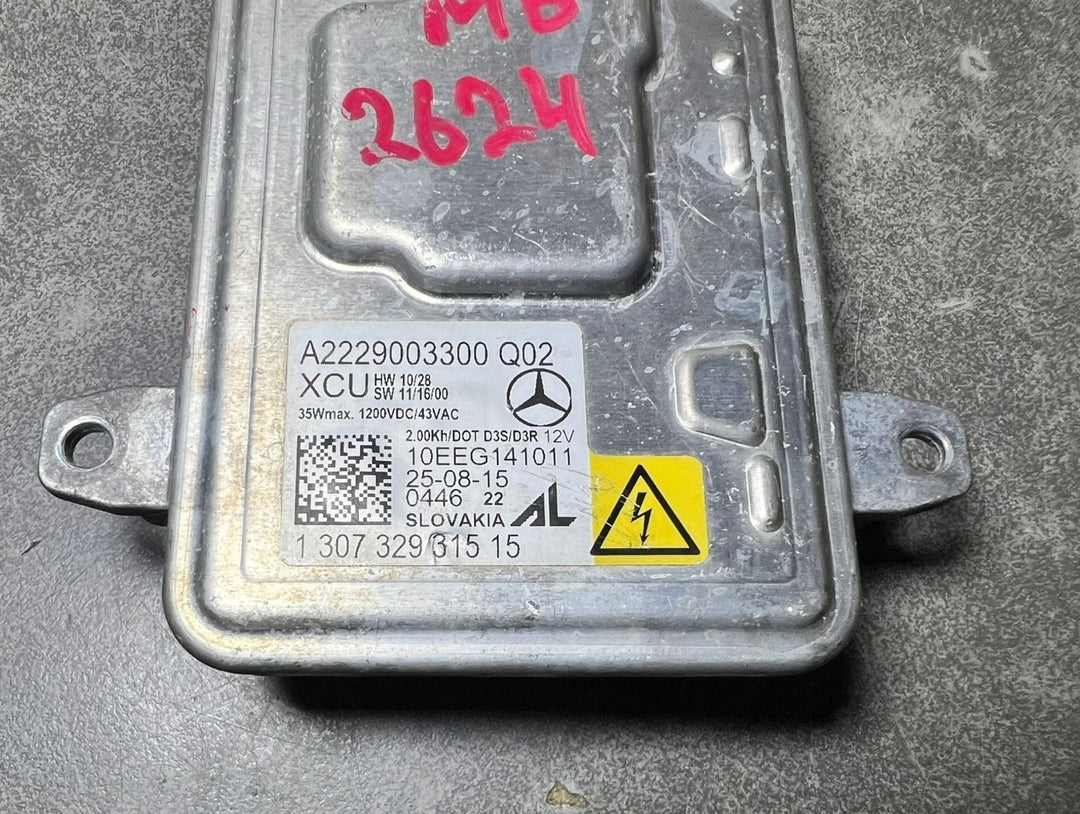 MB
2624
A2229003300 Q02
XCU HW 10/28
SW 11/16/00
35Wmax. 1200VDC/43VAC
2.00Kh/DOT D3S/D3R 12V
10EEG141011
25-08-15
0446 22
SLOVAKIA AL
1 307 329 315 15